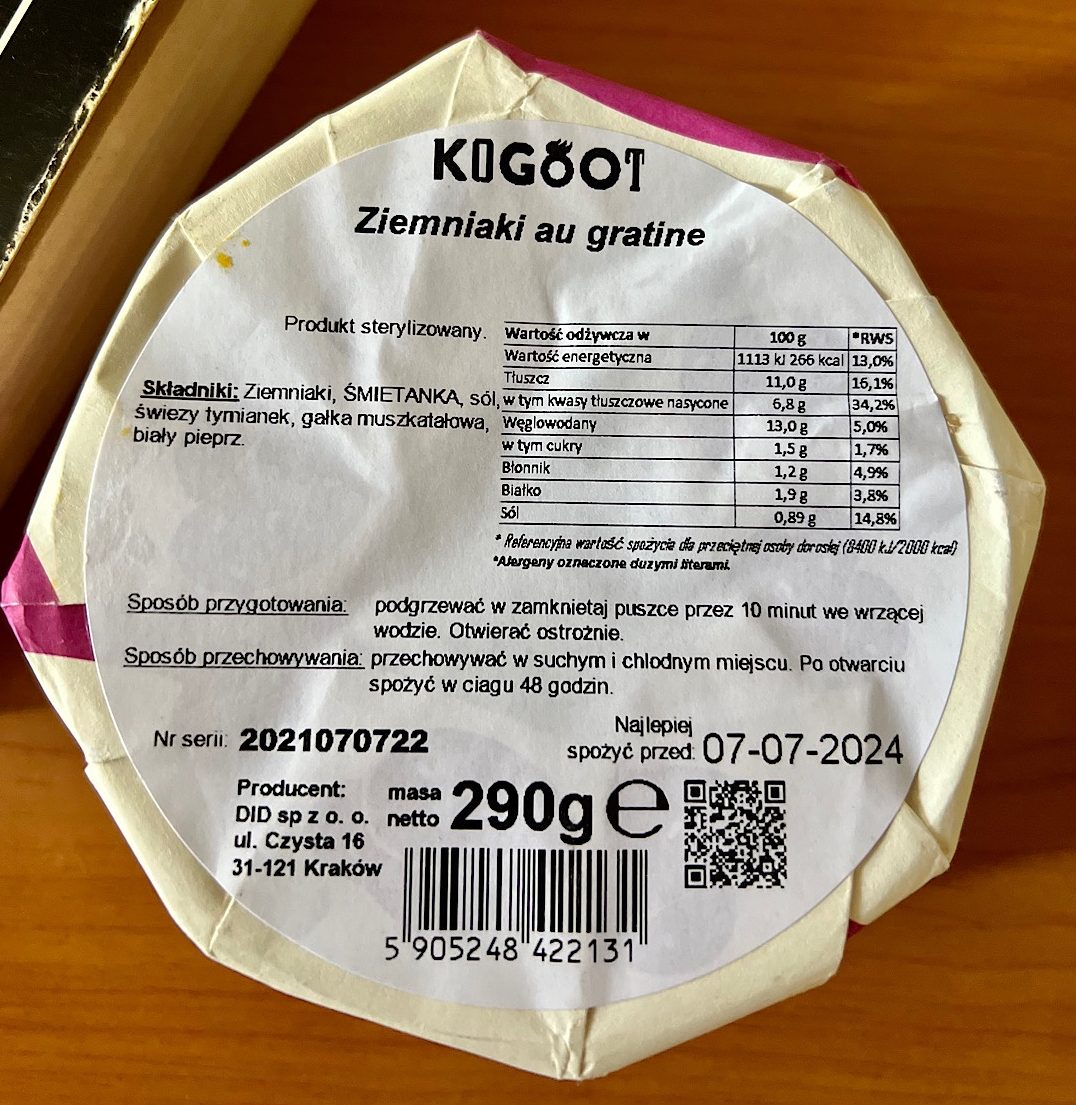 KOGOOT
Ziemniaki au gratine
Produkt sterylizowany.
Składniki: Ziemniaki, ŚMIETANKA, sól,
świezy tymianek, gałka muszkatałowa,
biały pieprz.
Wartość odżywcza w 100 g *RWS
Wartość energetyczna 1113 kJ 266 kcal 13,0%
Tłuszcz 11,0 g 16,1%
w tym kwasy tłuszczowe nasycone 6,8 g 34,2%
Węglowodany 13,0 g 5,0%
w tym cukry 1,5 g 1,7%
Błonnik 1,2 g 4,9%
Białko 1,9 g 3,8%
Sól 0,89 g 14,8%
* Referencyjna wartość spożycia dla przeciętnej osoby dorosłej (8400 kJ/2000 kcal)
*Alergeny oznaczone dużymi literami.
Sposób przygotowania: podgrzewać w zamknietaj puszce przez 10 minut we wrzącej
wodzie. Otwierać ostrożnie.
Sposób przechowywania: przechowywać w suchym i chlodnym miejscu. Po otwarciu
spożyć w ciagu 48 godzin.
Nr serii: 2021070722
Najlepiej
spożyć przed: 07-07-2024
Producent:
DID sp z o. o.
ul. Czysta 16
31-121 Kraków
masa
netto 290g e
5 905248 422131